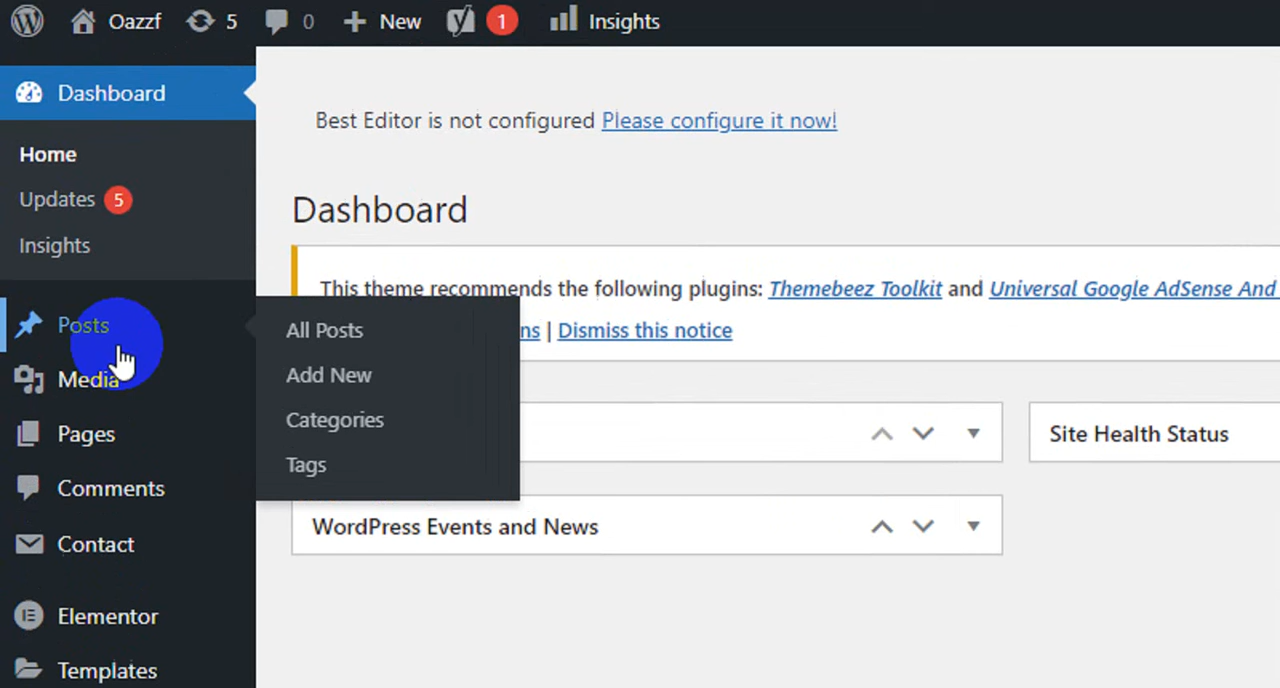 Oazzf 5 0 New 1 Insights
Dashboard
Home
Updates 5
Insights
Posts
Media
Pages
Comments
Contact
Elementor
Templates
All Posts
Add New
Categories
Tags
Best Editor is not configured Please configure it now!
Dashboard
This theme recommends the following plugins: Themebeez Toolkit and Universal Google AdSense And
| Dismiss this notice
Site Health Status
WordPress Events and News